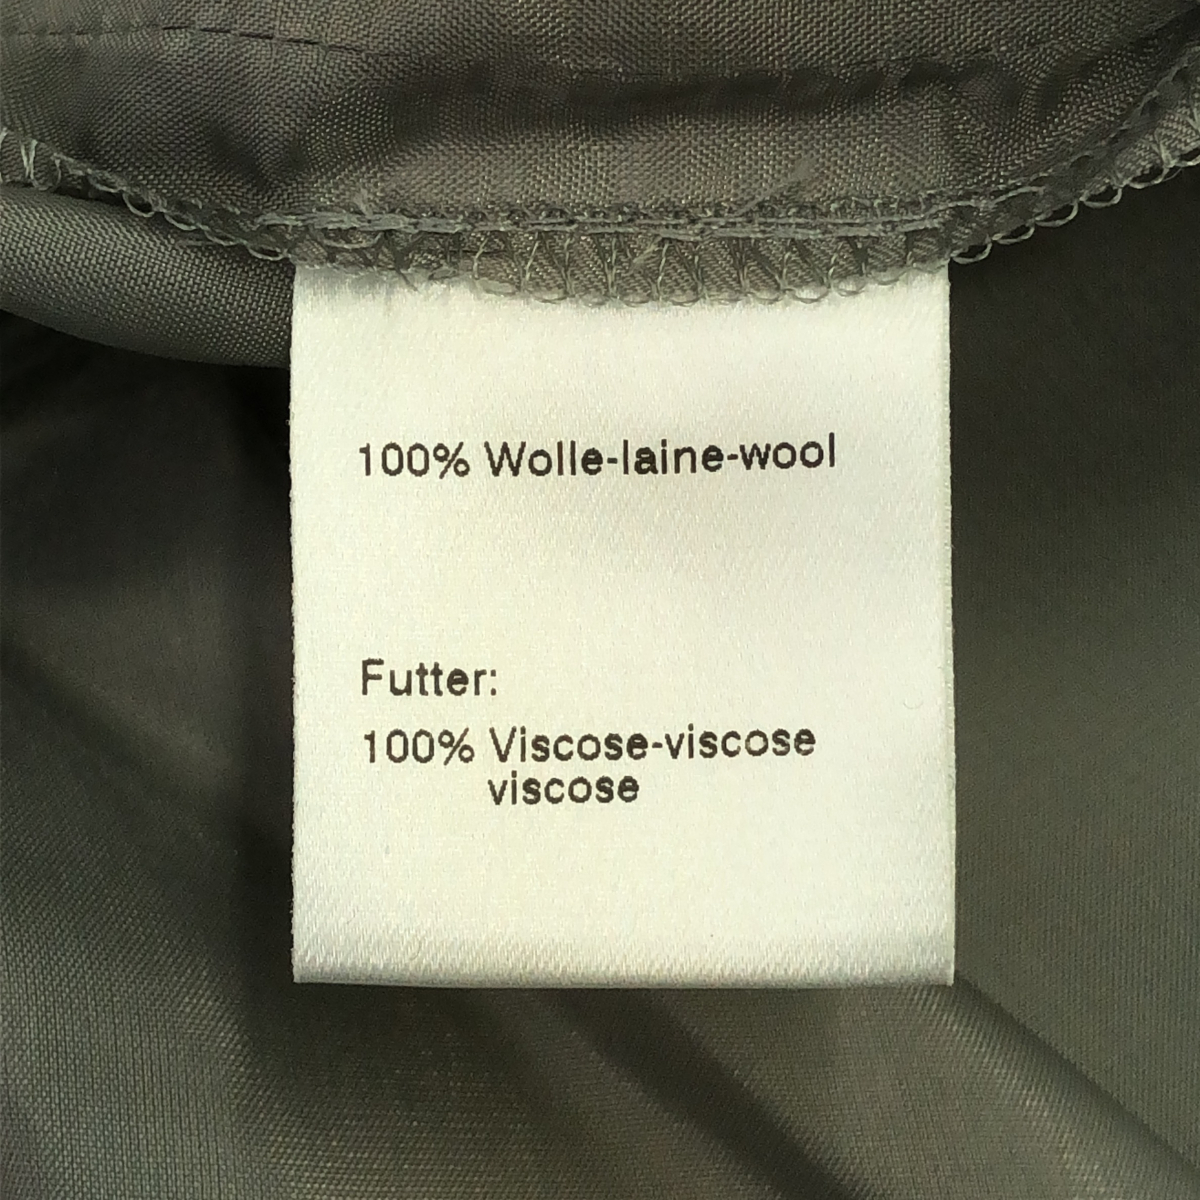 100% Wolle-laine-wool
Futter:
100% Viscose-viscose
viscose